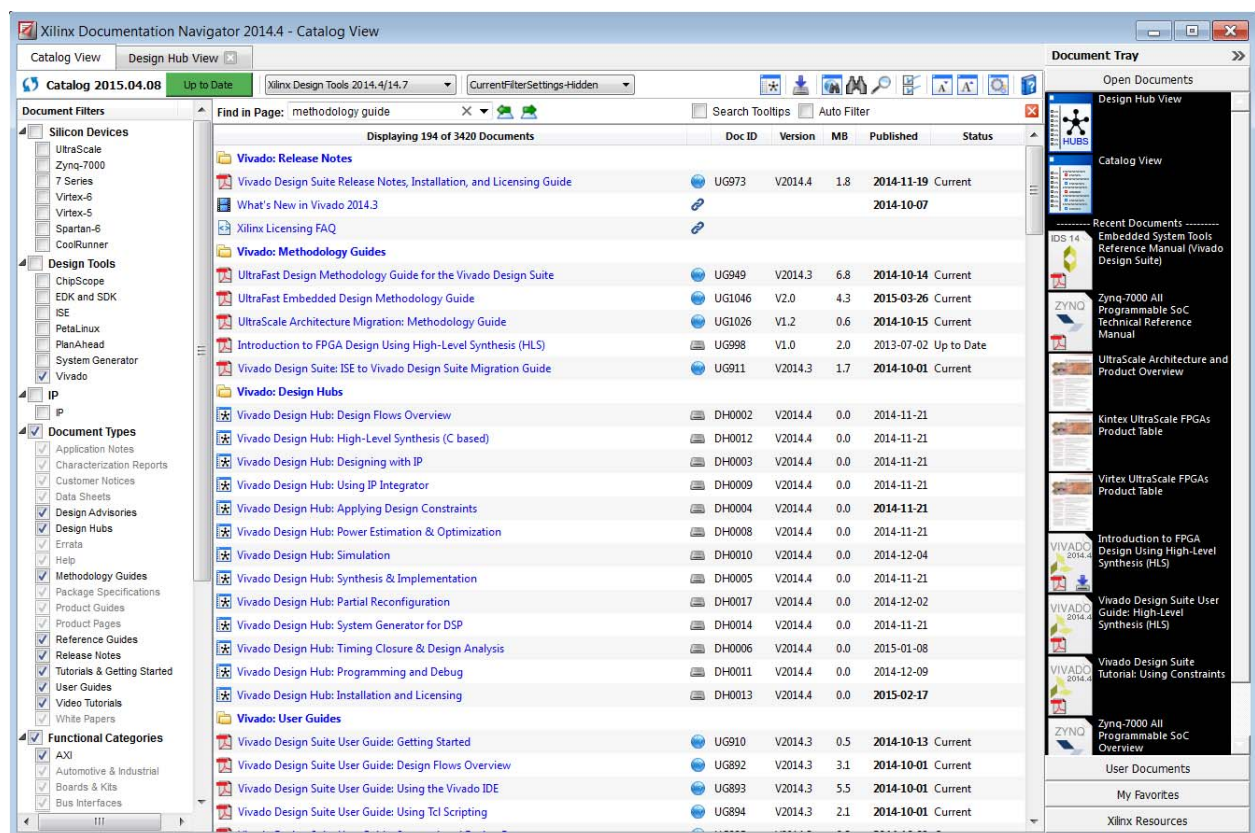 Xilinx Documentation Navigator 2014.4 - Catalog View
Catalog View
Design Hub View
Catalog 2015.04.08
Up to Date
Xilinx Design Tools 2014.4/14.7
CurrentFilterSettings-Hidden
Document Filters
Silicon Devices
UltraScale
Zynq-7000
7 Series
Virtex-6
Virtex-5
Spartan-6
CoolRunner
Design Tools
ChipScope
EDK and SDK
ISE
PetaLinux
PlanAhead
System Generator
Vivado
IP
IP
Document Types
Application Notes
Characterization Reports
Customer Notices
Data Sheets
Design Advisories
Design Hubs
Errata
Help
Methodology Guides
Package Specifications
Product Guides
Product Pages
Reference Guides
Release Notes
Tutorials & Getting Started
User Guides
Video Tutorials
White Papers
Functional Categories
AXI
Automotive & Industrial
Boards & Kits
Bus Interfaces
Find in Page: methodology guide
Search Tooltips Auto Filter
Displaying 194 of 3420 Documents Doc ID Version MB Published Status
Vivado: Release Notes
Vivado Design Suite Release Notes, Installation, and Licensing Guide UG973 V2014.4 1.8 2014-11-19 Current
What's New in Vivado 2014.3 2014-10-07
Xilinx Licensing FAQ
Vivado: Methodology Guides
UltraFast Design Methodology Guide for the Vivado Design Suite UG949 V2014.3 6.8 2014-10-14 Current
UltraFast Embedded Design Methodology Guide UG1046 V2.0 4.3 2015-03-26 Current
UltraScale Architecture Migration: Methodology Guide UG1026 V1.2 0.6 2014-10-15 Current
Introduction to FPGA Design Using High-Level Synthesis (HLS) UG998 V1.0 2.0 2013-07-02 Up to Date
Vivado Design Suite: ISE to Vivado Design Suite Migration Guide UG911 V2014.3 1.7 2014-10-01 Current
Vivado: Design Hubs
Vivado Design Hub: Design Flows Overview DH0002 V2014.4 0.0 2014-11-21
Vivado Design Hub: High-Level Synthesis (C based) DH0012 V2014.4 0.0 2014-11-21
Vivado Design Hub: Designing with IP DH0003 V2014.4 0.0 2014-11-21
Vivado Design Hub: Using IP Integrator DH0009 V2014.4 0.0 2014-11-21
Vivado Design Hub: Applying Design Constraints DH0004 V2014.4 0.0 2014-11-21
Vivado Design Hub: Power Estimation & Optimization DH0008 V2014.4 0.0 2014-11-21
Vivado Design Hub: Simulation DH0010 V2014.4 0.0 2014-12-04
Vivado Design Hub: Synthesis & Implementation DH0005 V2014.4 0.0 2014-11-21
Vivado Design Hub: Partial Reconfiguration DH0017 V2014.4 0.0 2014-12-02
Vivado Design Hub: System Generator for DSP DH0014 V2014.4 0.0 2014-11-21
Vivado Design Hub: Timing Closure & Design Analysis DH0006 V2014.4 0.0 2015-01-08
Vivado Design Hub: Programming and Debug DH0011 V2014.4 0.0 2014-12-09
Vivado Design Hub: Installation and Licensing DH0013 V2014.4 0.0 2015-02-17
Vivado: User Guides
Vivado Design Suite User Guide: Getting Started UG910 V2014.3 0.5 2014-10-13 Current
Vivado Design Suite User Guide: Design Flows Overview UG892 V2014.3 3.1 2014-10-01 Current
Vivado Design Suite User Guide: Using the Vivado IDE UG893 V2014.3 5.5 2014-10-01 Current
Vivado Design Suite User Guide: Using Tcl Scripting UG894 V2014.3 2.1 2014-10-01 Current
Document Tray
Open Documents
HUBS
Design Hub View
Catalog View
Recent Documents
IDS 14
Embedded System Tools
Reference Manual (Vivado
Design Suite)
ZYNQ
Zynq-7000 All
Programmable SoC
Technical Reference
Manual
UltraScale Architecture and
Product Overview
Kintex UltraScale FPGAs
Product Table
Virtex UltraScale FPGAs
Product Table
VIVADO
2014.4
Introduction to FPGA
Design Using High-Level
Synthesis (HLS)
VIVADO
2014.4
Vivado Design Suite User
Guide: High-Level
Synthesis (HLS)
VIVADO
2014.4
Vivado Design Suite
Tutorial: Using Constraints
ZYNQ
Zynq-7000 All
Programmable SoC
Overview
User Documents
My Favorites
Xilinx Resources